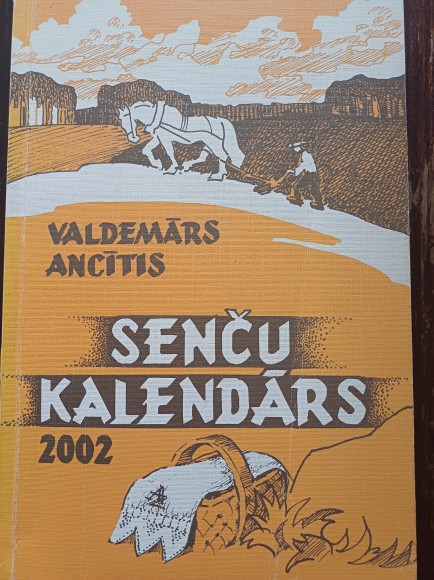 VALDEMĀRS
ANCĪTIS
SENČU
KALENDĀRS
2002